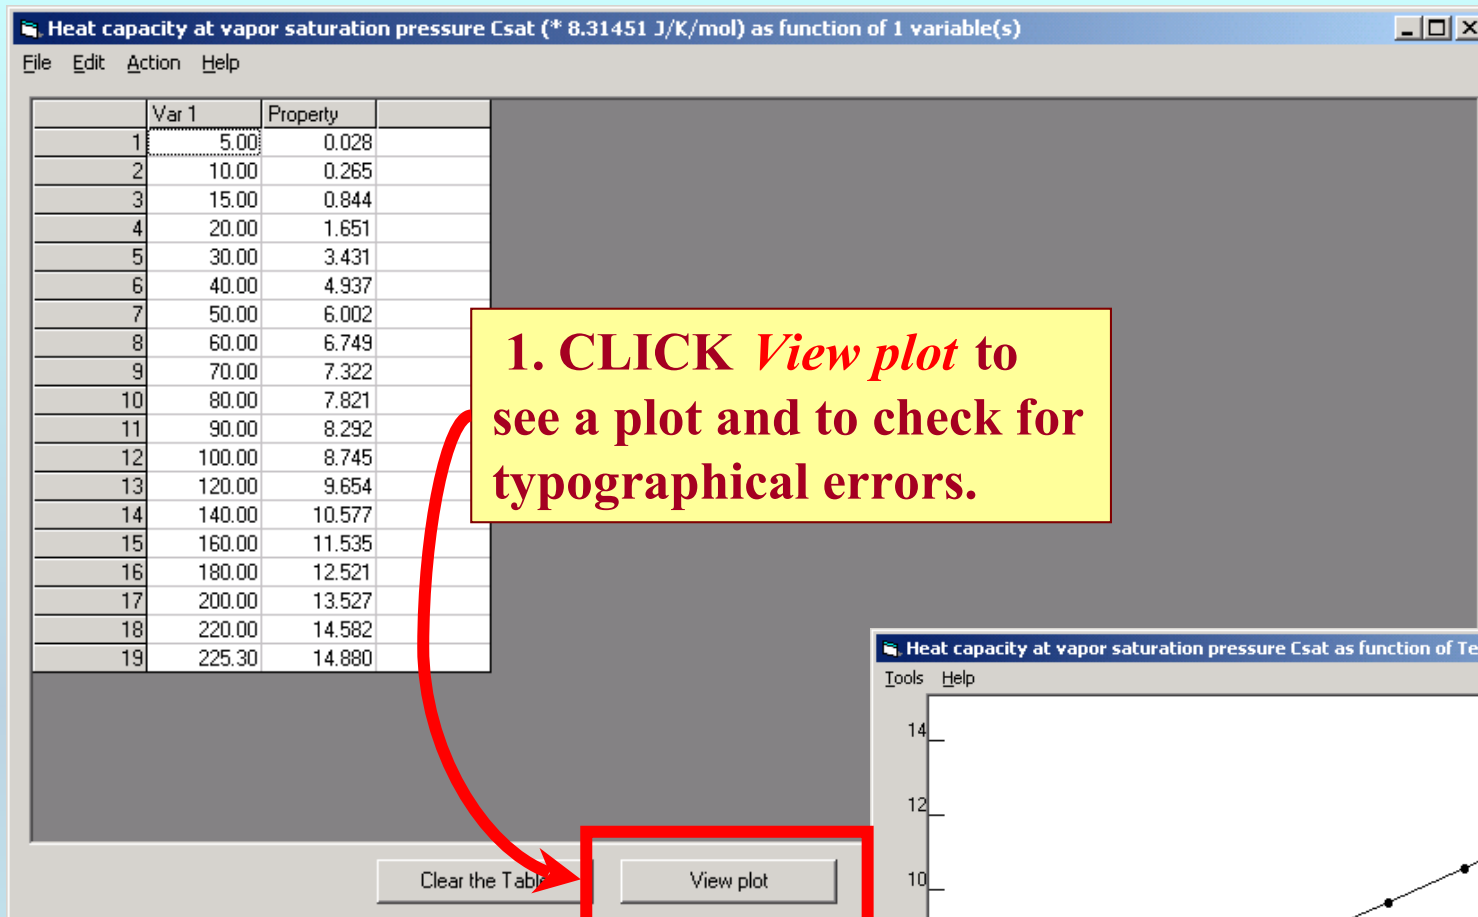 Heat capacity at vapor saturation pressure Csat (* 8.31451 J/K/mol) as function of 1 variable(s)
File Edit Action Help
Var 1 Property
1 5.00 0.028
2 10.00 0.265
3 15.00 0.844
4 20.00 1.651
5 30.00 3.431
6 40.00 4.937
7 50.00 6.002
8 60.00 6.749
9 70.00 7.322
10 80.00 7.821
11 90.00 8.292
12 100.00 8.745
13 120.00 9.654
14 140.00 10.577
15 160.00 11.535
16 180.00 12.521
17 200.00 13.527
18 220.00 14.582
19 225.30 14.880
1. CLICK View plot to
see a plot and to check for
typographical errors.
Clear the Table
View plot
Heat capacity at vapor saturation pressure Csat as function of Te
Tools Help
14
12
10